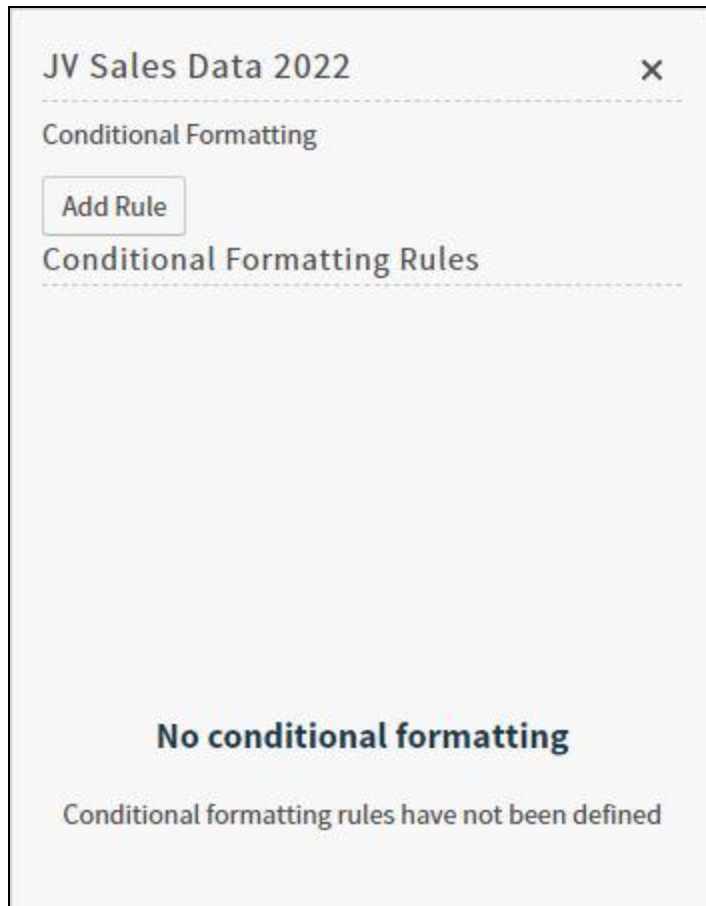 JV Sales Data 2022
Conditional Formatting
Add Rule
Conditional Formatting Rules
No conditional formatting
Conditional formatting rules have not been defined